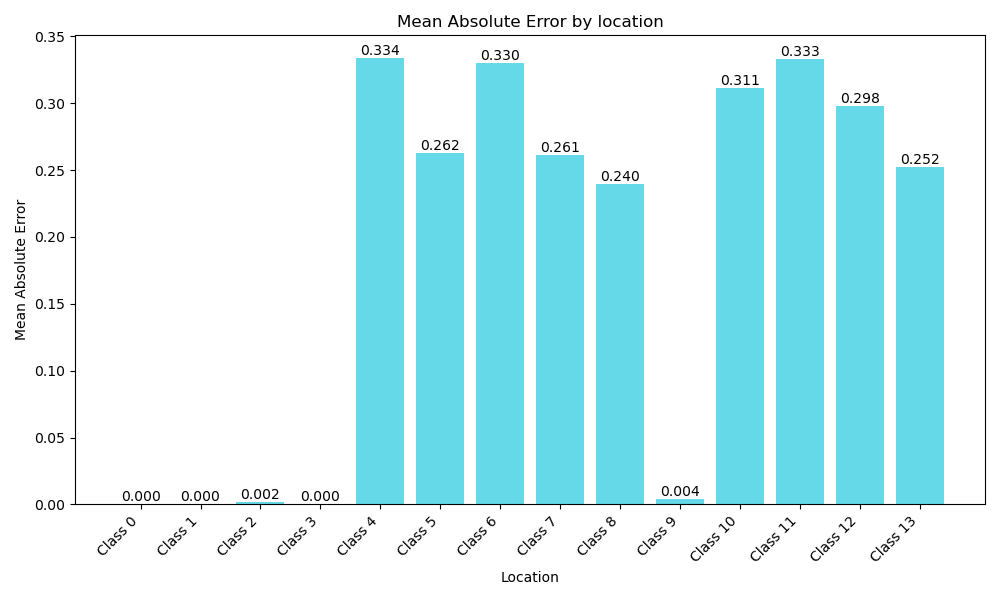 Mean Absolute Error by location
Mean Absolute Error
0.35
0.30
0.25
0.20
0.15
0.10
0.05
0.00
0.000
0.000
0.002
0.000
0.334
0.262
0.330
0.261
0.240
0.004
0.311
0.333
0.298
0.252
Class 0
Class 1
Class 2
Class 3
Class 4
Class 5
Class 6
Class 7
Class 8
Class 9
Class 10
Class 11
Class 12
Class 13
Location